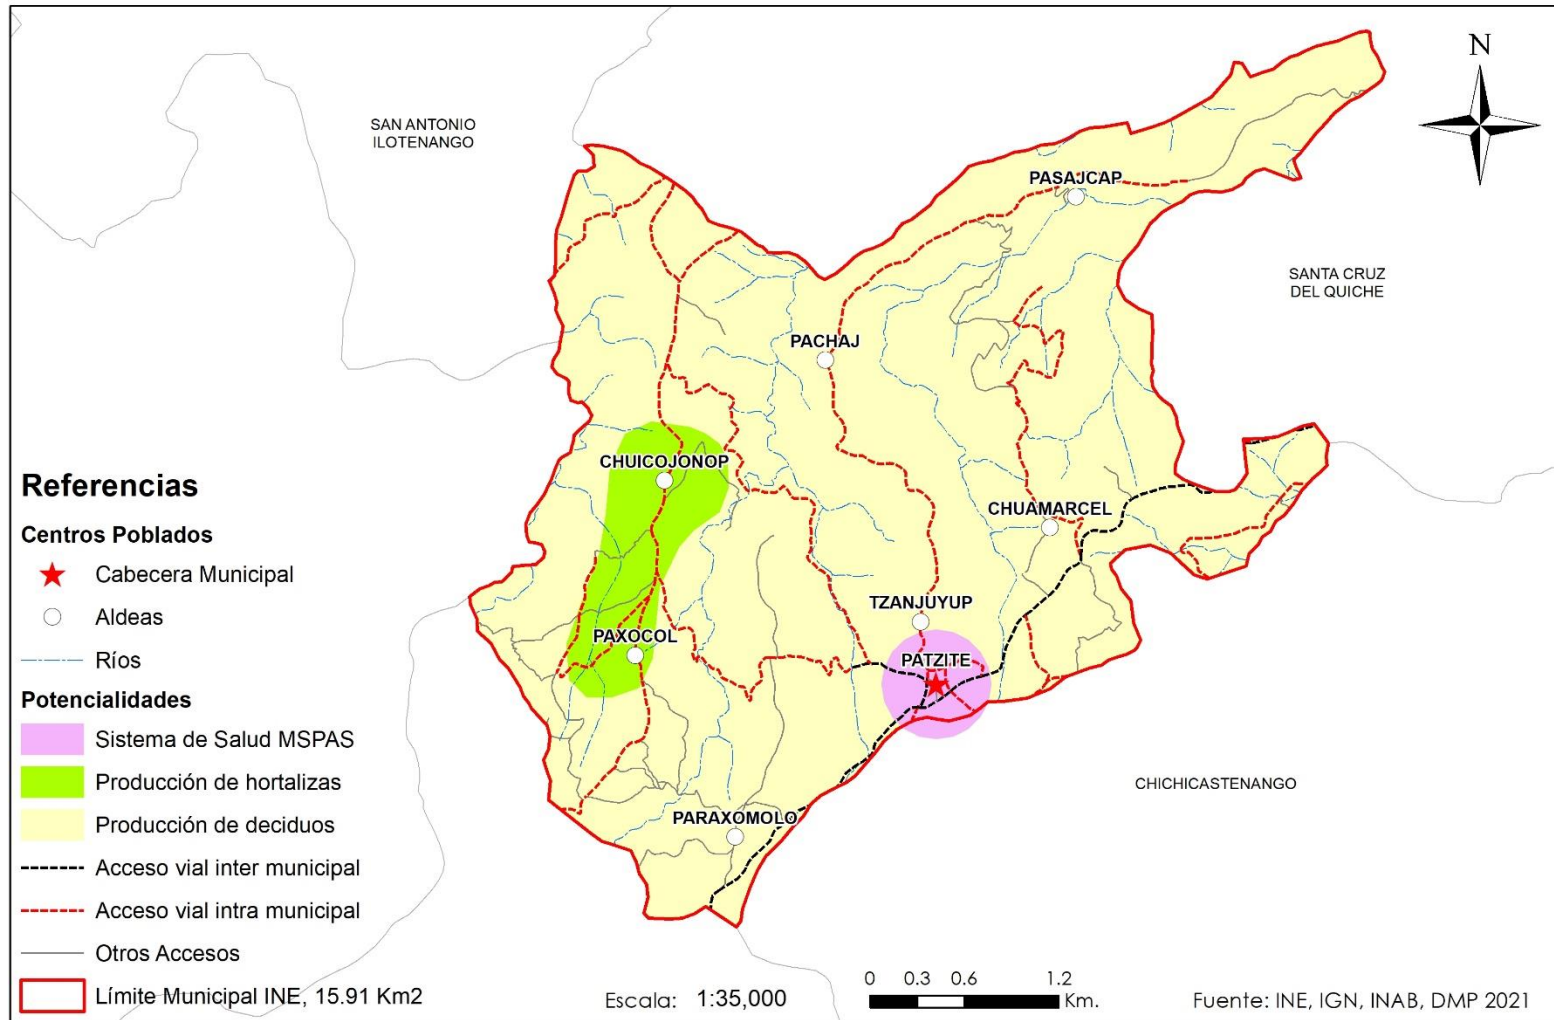 N
SAN ANTONIO
ILOTENANGO
PASAJCAP
SANTA CRUZ
DEL QUICHE
PACHAJ
CHUICOJONOP
CHUAMARCEL
TZANJUYUP
PAXOCOL
PATZITE
CHICHICASTENANGO
PARAXOMOLO
Referencias
Centros Poblados
Cabecera Municipal
Aldeas
Ríos
Potencialidades
Sistema de Salud MSPAS
Producción de hortalizas
Producción de deciduos
Acceso vial inter municipal
Acceso vial intra municipal
Otros Accesos
Límite Municipal INE, 15.91 Km2
Escala: 1:35,000
0 0.3 0.6 1.2
Km.
Fuente: INE, IGN, INAB, DMP 2021